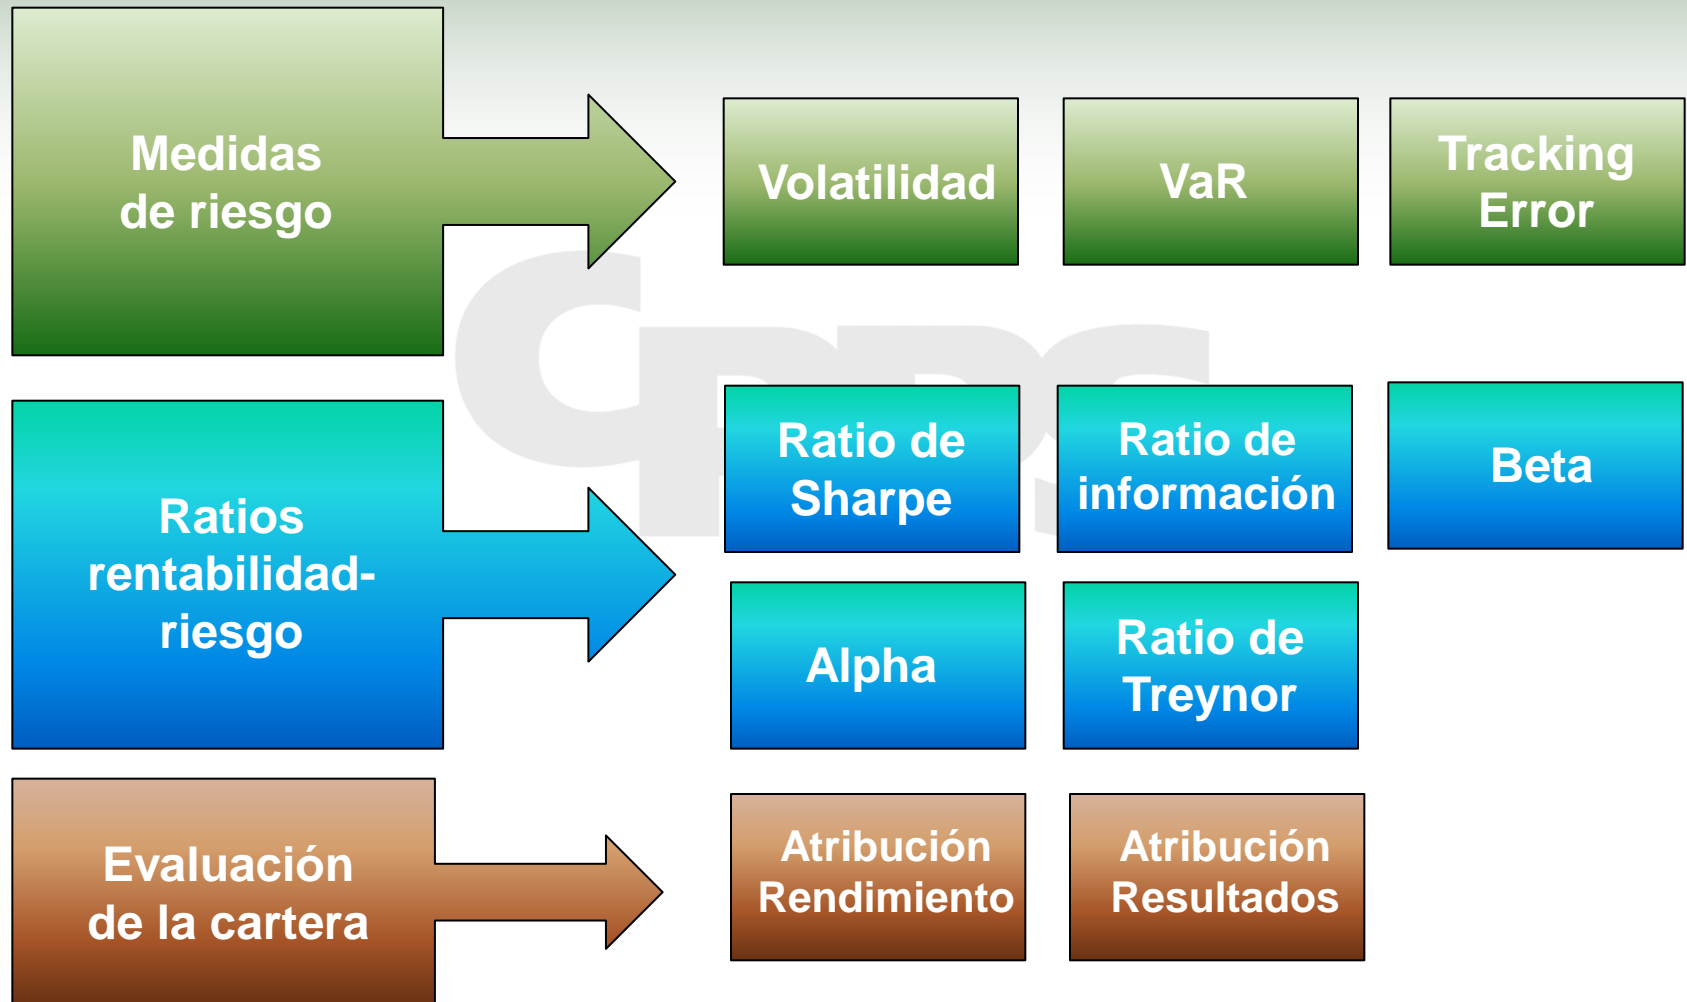 Medidas
de riesgo
Volatilidad
VaR
Tracking
Error
Ratios
rentabilidad-
riesgo
Ratio de
Sharpe
Ratio de
información
Beta
Alpha
Ratio de
Treynor
Evaluación
de la cartera
Atribución
Rendimiento
Atribución
Resultados